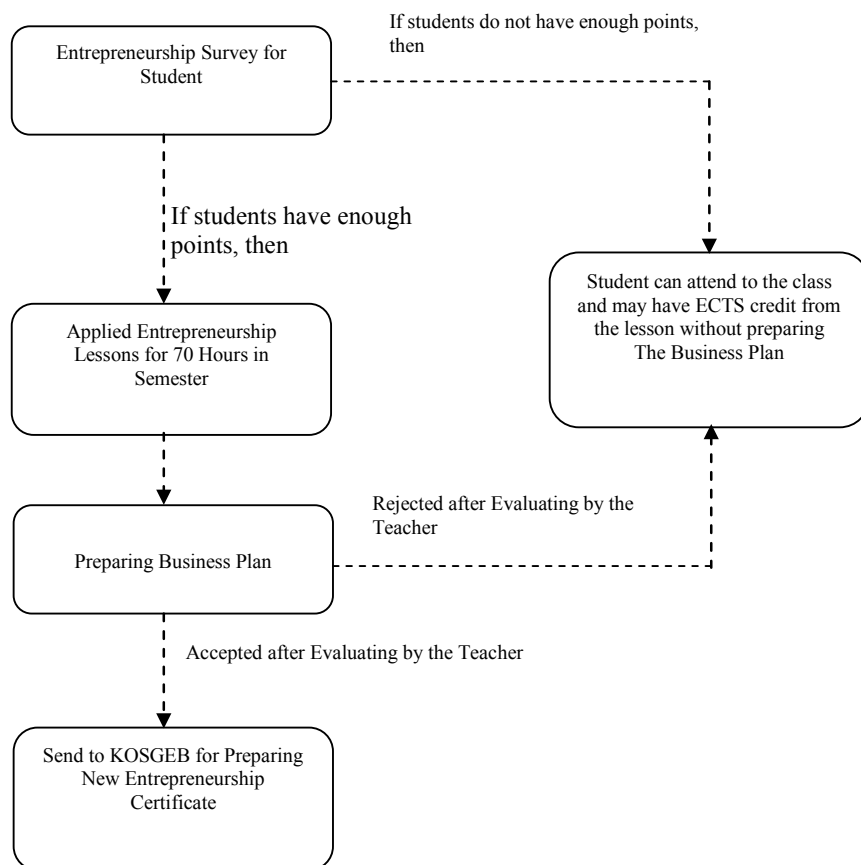 If students do not have enough points,
then
Entrepreneurship Survey for
Student
If students have enough
points, then
Student can attend to the class
and may have ECTS credit from
the lesson without preparing
The Business Plan
Applied Entrepreneurship
Lessons for 70 Hours in
Semester
Rejected after Evaluating by the
Teacher
Preparing Business Plan
Accepted after Evaluating by the Teacher
Send to KOSGEB for Preparing
New Entrepreneurship
Certificate